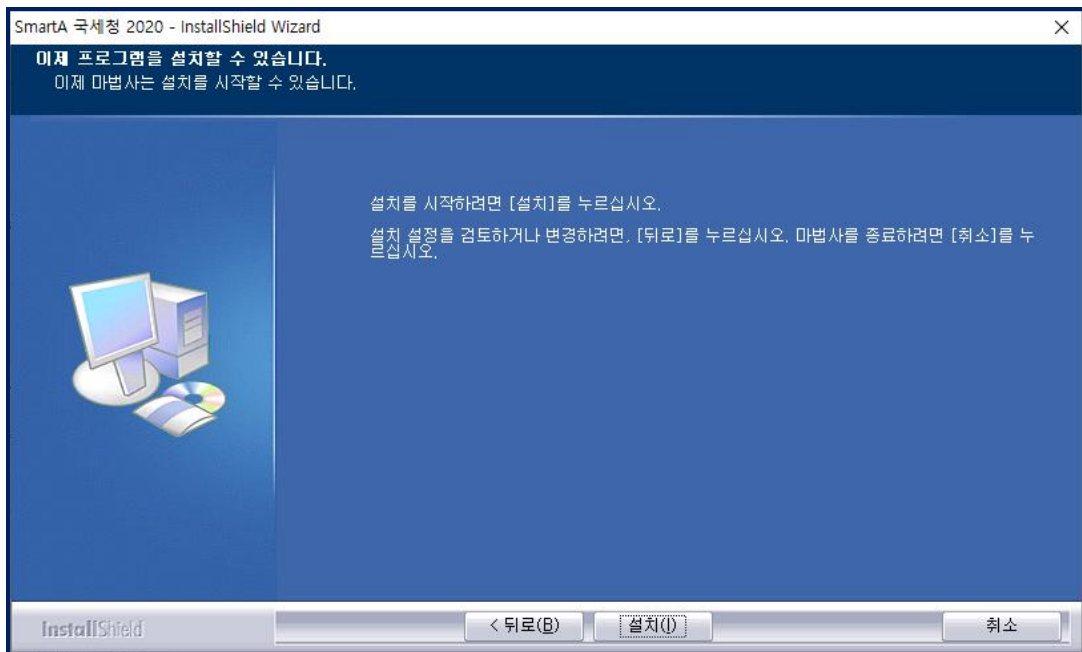 SmartA 국세청 2020 - InstallShield Wizard
이제 프로그램을 설치할 수 있습니다.
이제 마법사는 설치를 시작할 수 있습니다.
설치를 시작하려면 [설치]를 누르십시오.
설치 설정을 검토하거나 변경하려면, [뒤로]를 누르십시오. 마법사를 종료하려면 [취소]를 누
르십시오.
InstallShield
< 뒤로(B)
설치(I)
취소